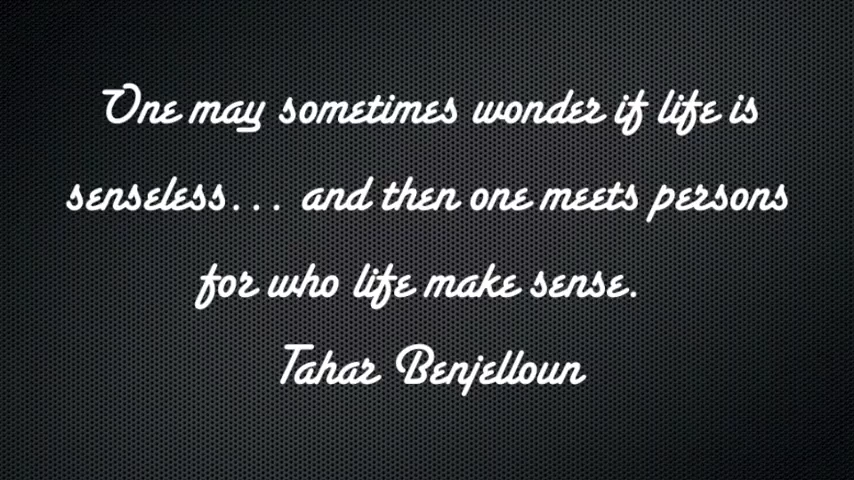 One may sometimes wonder if life is
senseless... and then one meets persons
for who life make sense.
Tahar Benjelloun